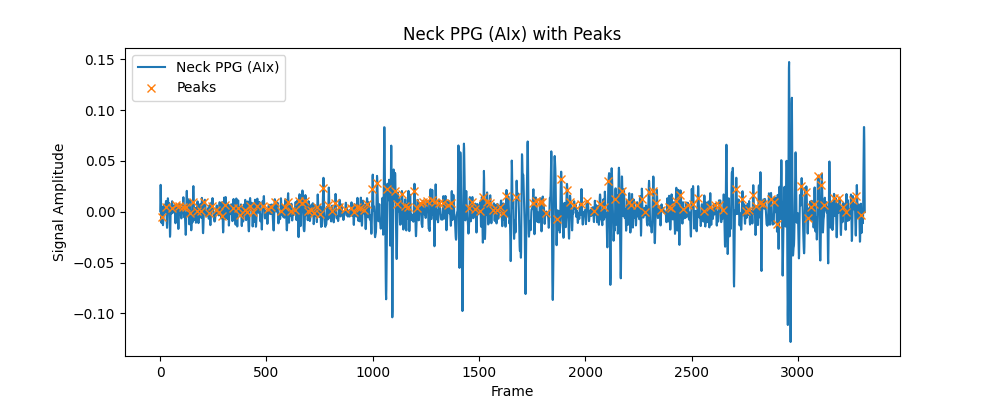 Neck PPG (AIx) with Peaks
Neck PPG (AIx)
Peaks
Signal Amplitude
0.15
0.10
0.05
0.00
−0.05
−0.10
0 500 1000 1500 2000 2500 3000
Frame